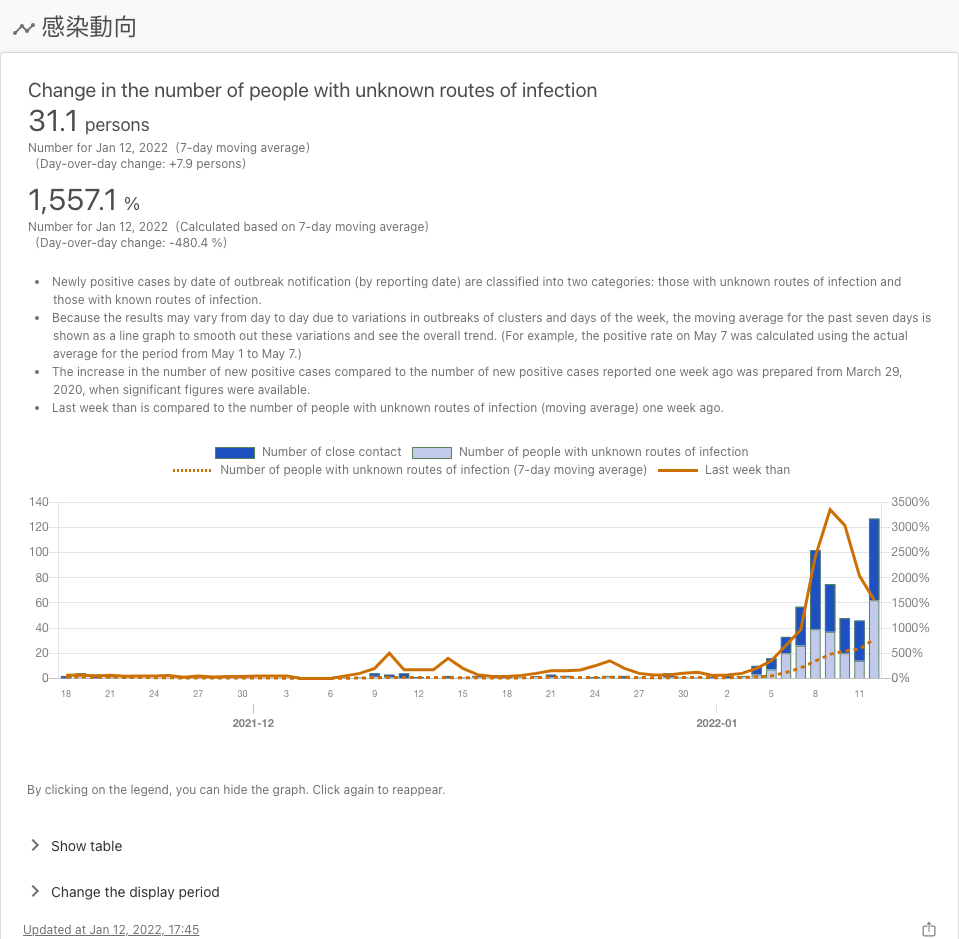 感染動向
Change in the number of people with unknown routes of infection
31.1 persons
Number for Jan 12, 2022 (7-day moving average)
(Day-over-day change: +7.9 persons)
1,557.1 %
Number for Jan 12, 2022 (Calculated based on 7-day moving average)
(Day-over-day change: -480.4 %)
• Newly positive cases by date of outbreak notification (by reporting date) are classified into two categories: those with unknown routes of infection and
those with known routes of infection.
• Because the results may vary from day to day due to variations in outbreaks of clusters and days of the week, the moving average for the past seven days is
shown as a line graph to smooth out these variations and see the overall trend. (For example, the positive rate on May 7 was calculated using the actual
average for the period from May 1 to May 7.)
• The increase in the number of new positive cases compared to the number of new positive cases reported one week ago was prepared from March 29,
2020, when significant figures were available.
• Last week than is compared to the number of people with unknown routes of infection (moving average) one week ago.
Number of close contact Number of people with unknown routes of infection
Number of people with unknown routes of infection (7-day moving average) Last week than
140 3500%
120 3000%
100 2500%
80 2000%
60 1500%
40 1000%
20 500%
0 0%
18 21 24 27 30 3 6 9 12 15 18 21 24 27 30 2 5 8 11
2021-12 2022-01
By clicking on the legend, you can hide the graph. Click again to reappear.
Show table
Change the display period
Updated at Jan 12, 2022, 17:45